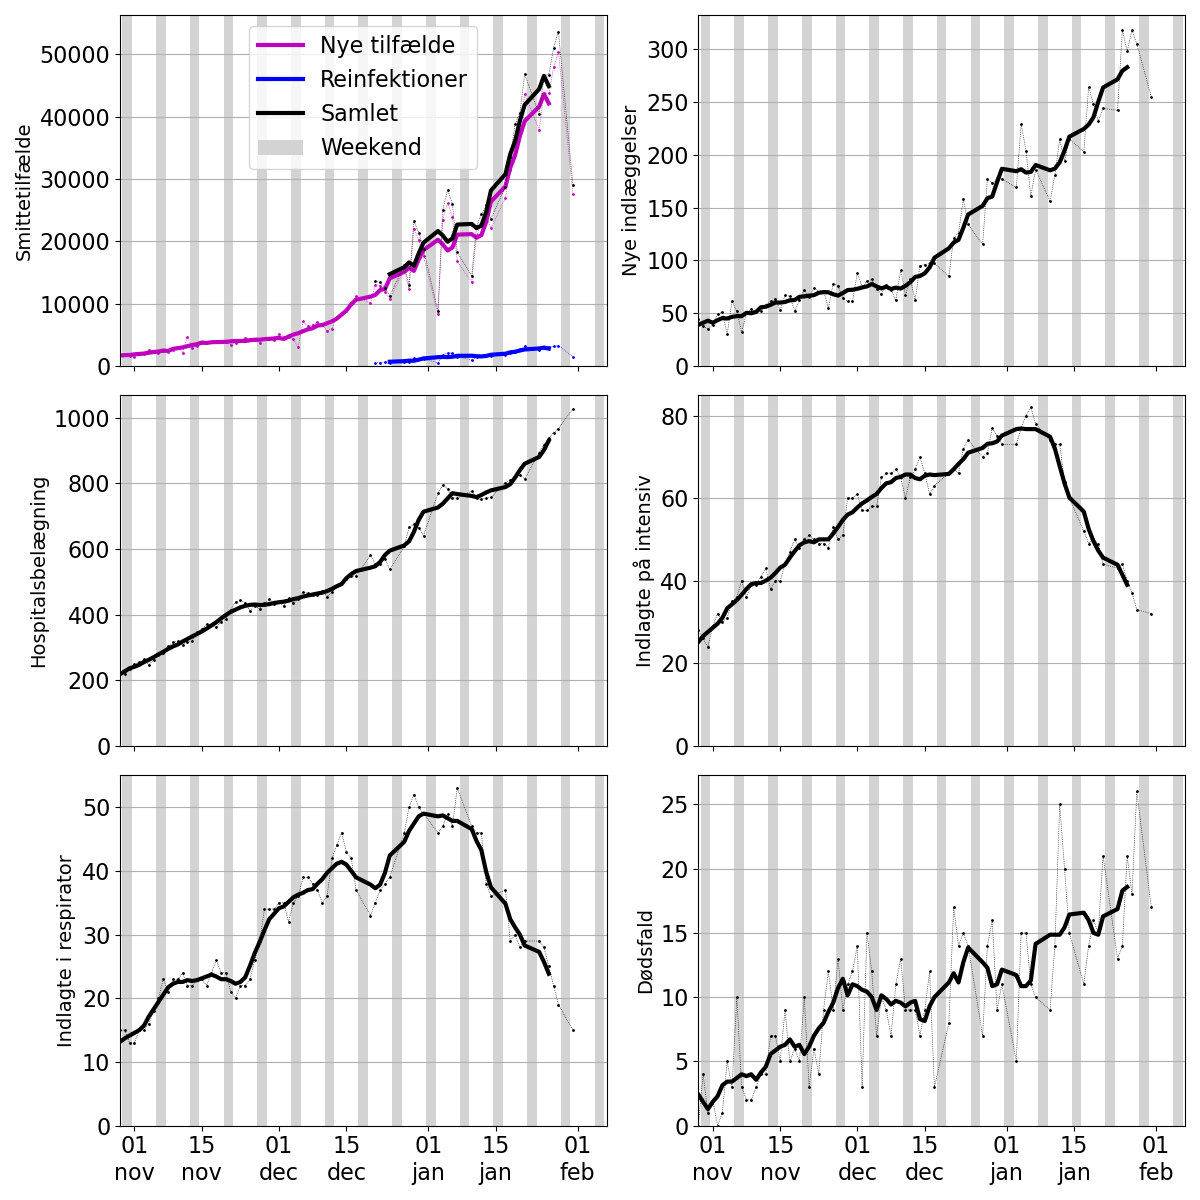 Smittetilfælde
50000
40000
30000
20000
10000
0
Nye tilfælde
Reinfektioner
Samlet
Weekend
Nye indlæggelser
300
250
200
150
100
50
0
Hospitalsbelægning
1000
800
600
400
200
0
Indlagte på intensiv
80
60
40
20
0
Indlagte i respirator
50
40
30
20
10
0
01 15 01 15 01 15 01
nov nov dec dec jan jan feb
Dødsfald
25
20
15
10
5
0
01 15 01 15 01 15 01
nov nov dec dec jan jan feb